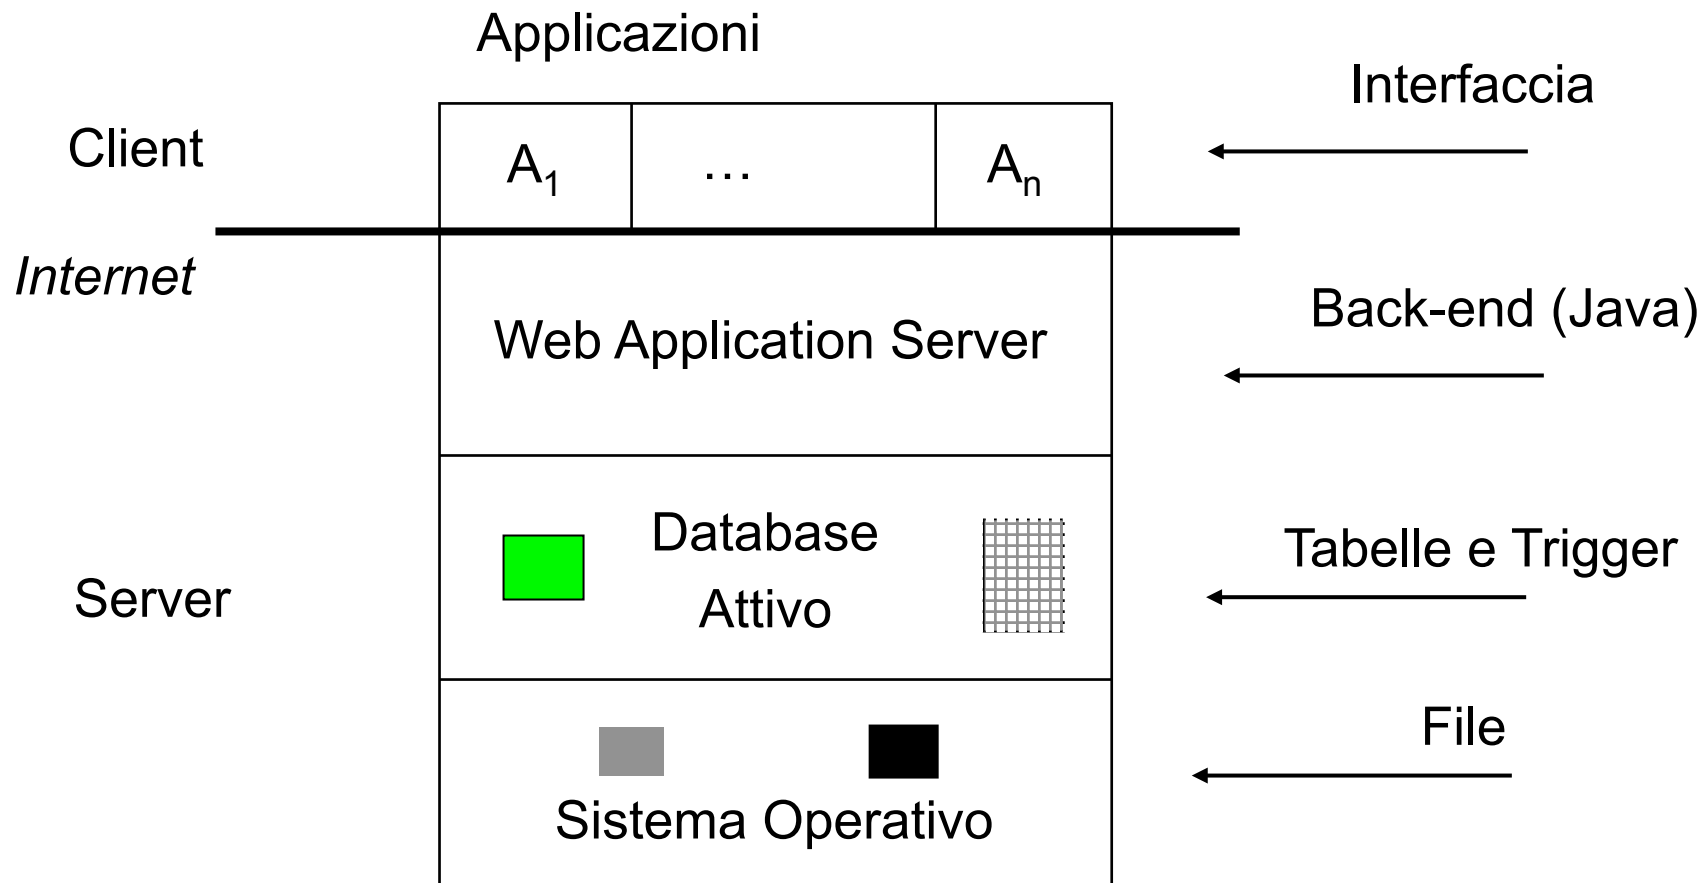 Applicazioni
Interfaccia
Client
A1
…
An
Internet
Back-end (Java)
Web Application Server
Database
Attivo
Tabelle e Trigger
Server
File
Sistema Operativo